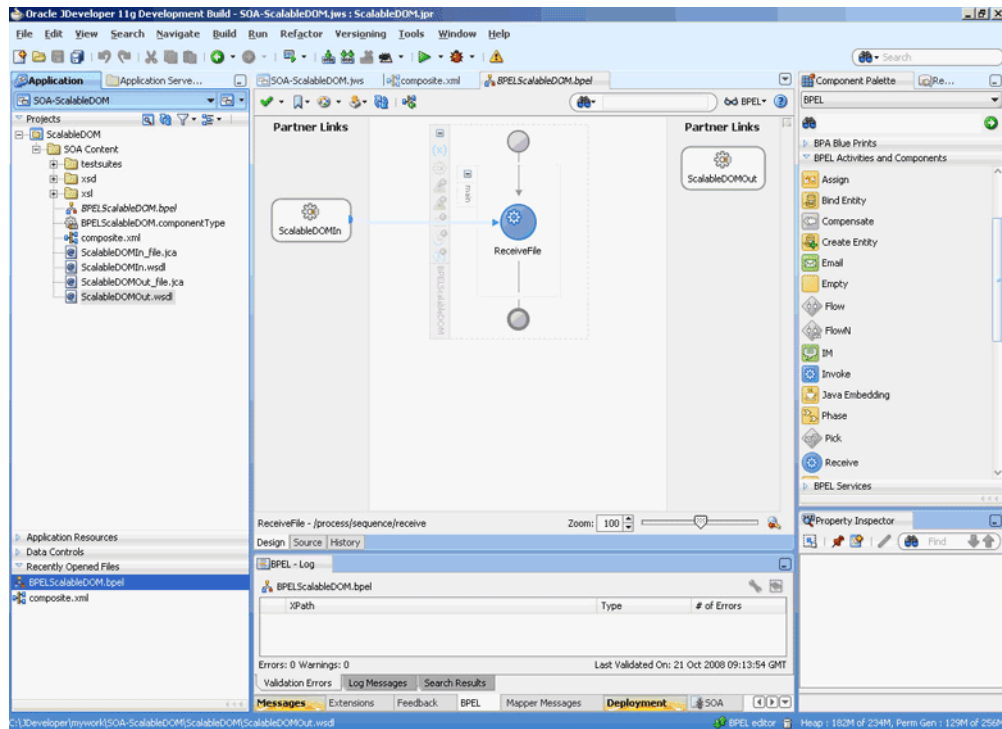 Oracle JDeveloper 11g Development Build - SOA-ScalableDOM.jws : ScalableDOM.jpr
File Edit View Search Navigate Build Run Refactor Versioning Tools Window Help
Search
Application
Application Serve...
SOA-ScalableDOM.jws
composite.xml
BPELScalableDOM.bpel
Component Palette
Re...
SOA-ScalableDOM
BPEL
BPEL
Projects
ScalableDOM
SOA Content
testsuites
xsd
xsl
BPELScalableDOM.bpel
BPELScalableDOM.componentType
composite.xml
ScalableDOMIn_file.jca
ScalableDOMIn.wsdl
ScalableDOMOut_file.jca
ScalableDOMOut.wsdl
Application Resources
Data Controls
Recently Opened Files
BPELScalableDOM.bpel
composite.xml
Partner Links
Partner Links
main
ScalableDOMIn
ReceiveFile
ScalableDOMOut
BPELScalableDOM
ReceiveFile - /process/sequence/receive
Zoom: 100
Design Source History
BPEL - Log
BPELScalableDOM.bpel
XPath Type # of Errors
Errors: 0 Warnings: 0
Last Validated On: 21 Oct 2008 09:13:54 GMT
Validation Errors Log Messages Search Results
Messages Extensions Feedback BPEL Mapper Messages Deployment SOA
BPA Blue Prints
BPEL Activities and Components
Assign
Bind Entity
Compensate
Create Entity
Email
Empty
Flow
FlowN
IM
Invoke
Java Embedding
Phase
Pick
Receive
BPEL Services
Property Inspector
Find
C:\JDeveloper\mywork\SOA-ScalableDOM\ScalableDOM\ScalableDOMOut.wsdl
BPEL editor
Heap : 182M of 234M, Perm Gen : 129M of 256M